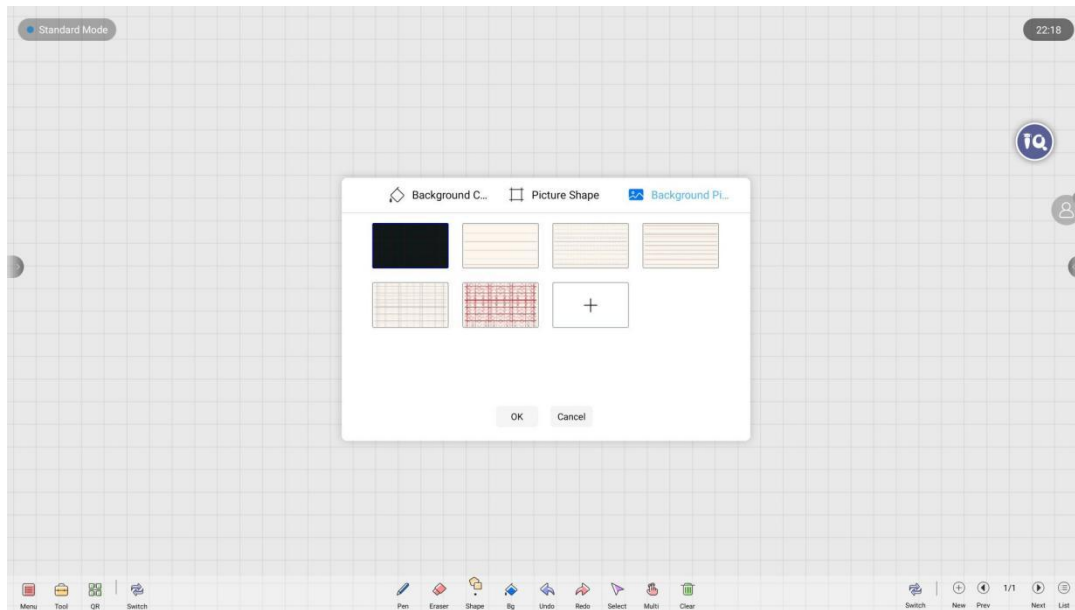 Standard Mode
22:18
IQ
Background C...
Picture Shape
Background Pi...
OK
Cancel
Menu
Tool
QR
Switch
Pen
Eraser
Shape
Bg
Undo
Redo
Select
Multi
Clear
Switch
New
Prev
1/1
Next
List